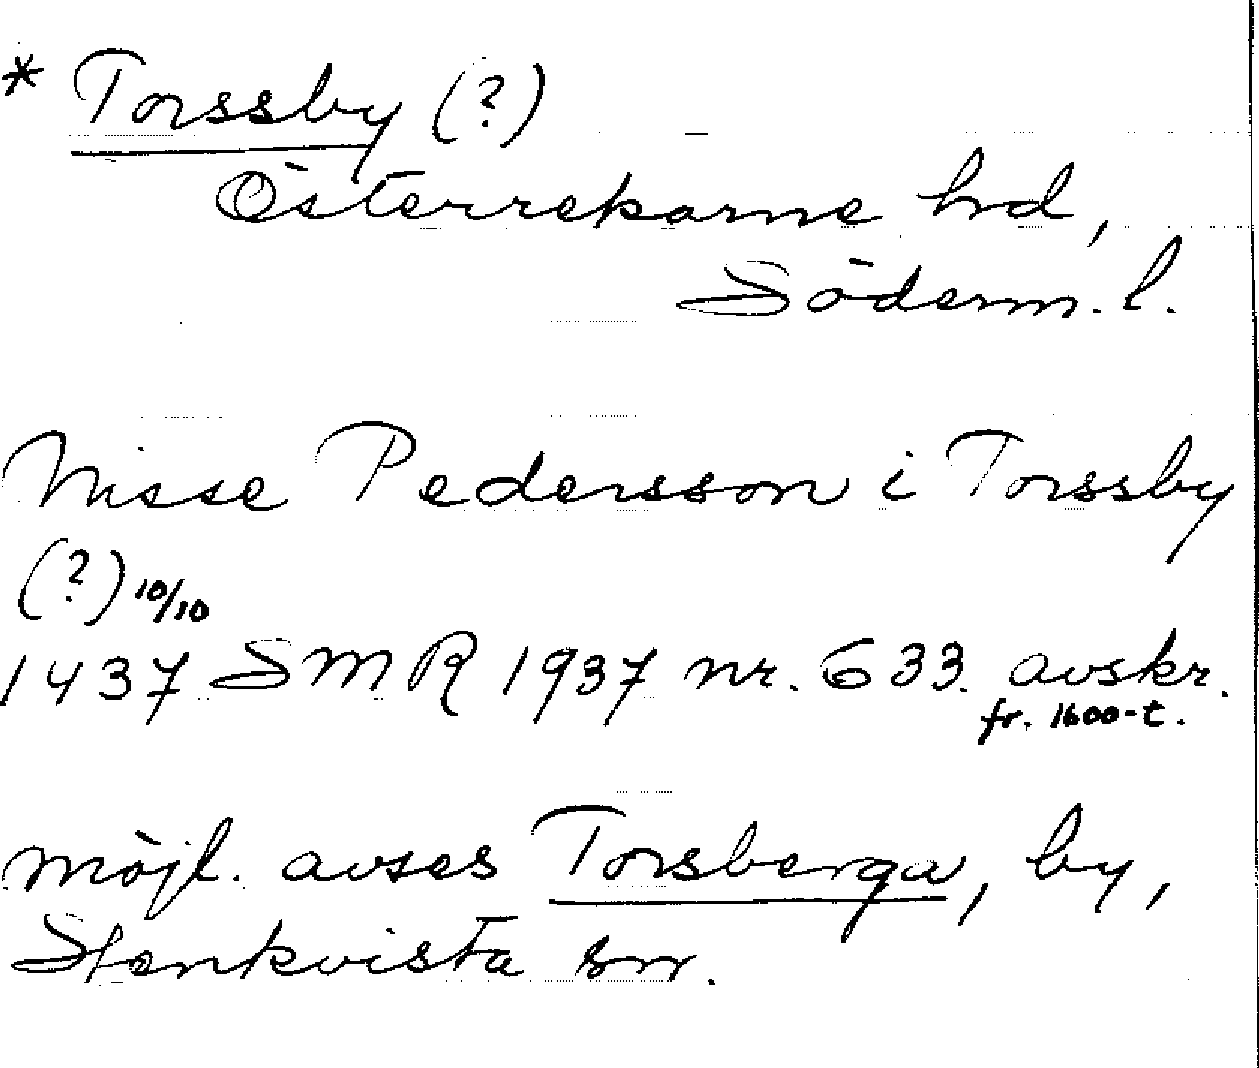 * Torssby (?)
Österrekarne hd,
Söderm. l.
Nisse Pedersson i Torssby
(?) 10/10
1437 SMR 1937 nr. 633. avskr.
fr. 1600-t.
möjl. avses Torsberga, by,
Stenkvista sn.